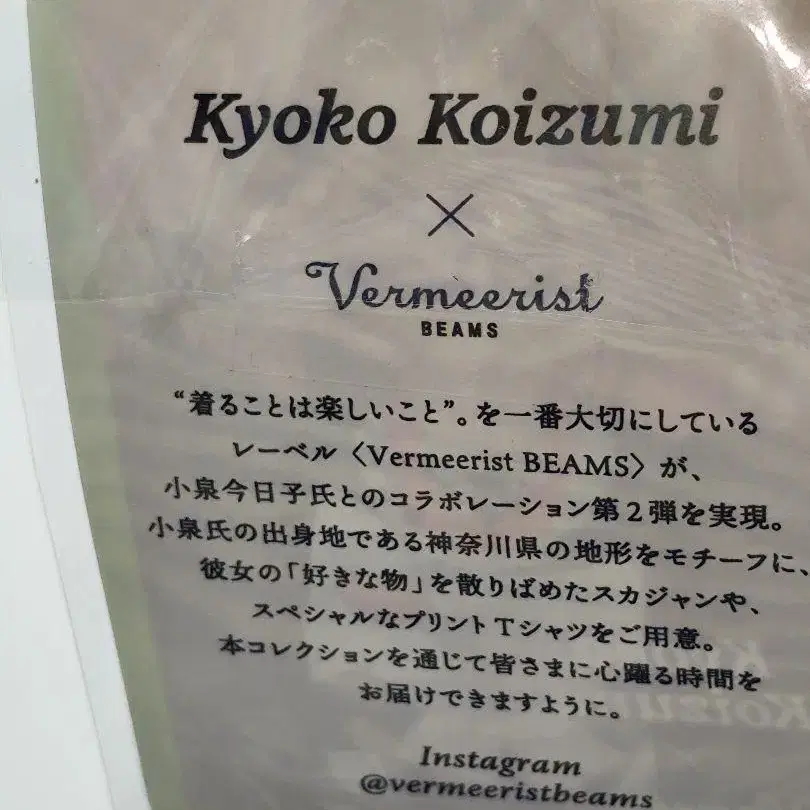 Kyoko Koizumi
×
Vermeerist
BEAMS
“着ることは楽しいこと”。を一番大切にしている
レーベル〈Vermeerist BEAMS〉が、
小泉今日子氏とのコラボレーション第2弾を実現。
小泉氏の出身地である神奈川県の地形をモチーフに、
彼女の「好きな物」を散りばめたスカジャンや、
スペシャルなプリントTシャツをご用意。
本コレクションを通じて皆さまに心躍る時間を
お届けできますように。
Instagram
@vermeeristbeams